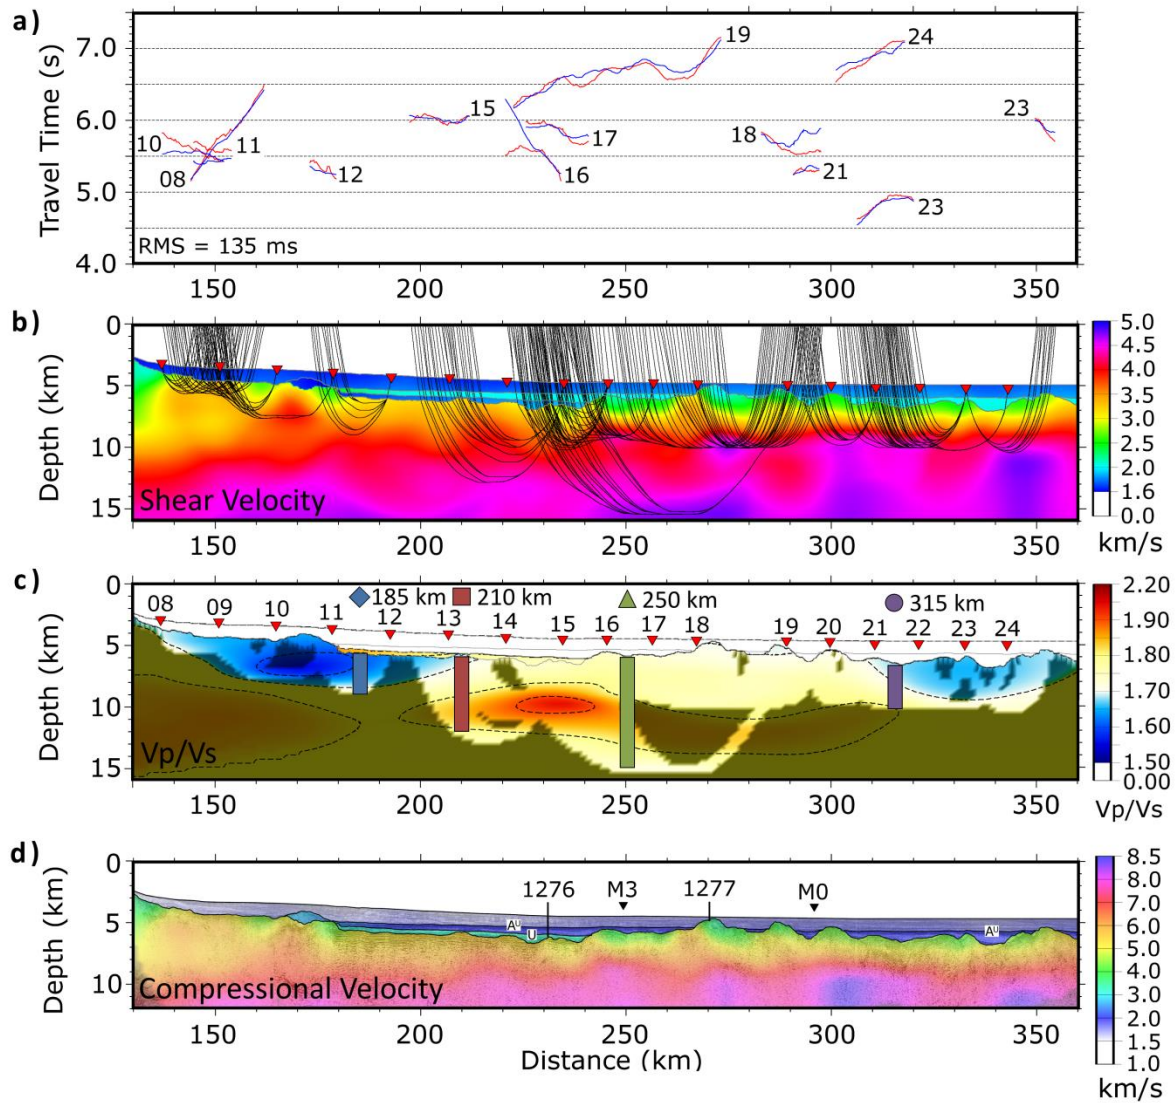 a)
Travel Time (s)
7.0
6.0
5.0
4.0
10
11
08
12
15
19
17
16
18
21
24
23
23
RMS = 135 ms
150 200 250 300 350
b)
Depth (km)
0
5
10
15
Shear Velocity
5.0
4.5
4.0
3.5
3.0
2.5
2.0
1.6
0.0
km/s
150 200 250 300 350
c)
Depth (km)
0
5
10
15
185 km 210 km 250 km 315 km
08 09 10 11 12 13 14 15 16 17 18 19 20 21 22 23 24
Vp/Vs
2.20
2.00
1.90
1.80
1.70
1.60
1.50
0.00
Vp/Vs
150 200 250 300 350
d)
Depth (km)
0
5
10
1276 M3 1277 M0
Aᵁ
U
Aᵁ
Compressional Velocity
8.5
8.0
7.0
6.0
5.0
4.0
3.0
2.0
1.5
1.0
km/s
150 200 250 300 350
Distance (km)